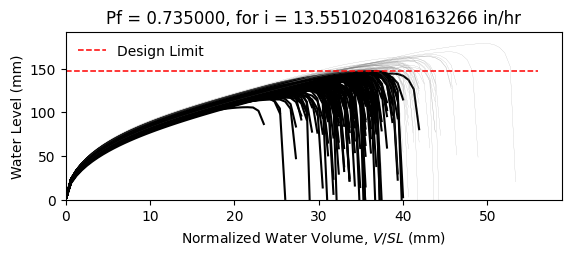 Pf = 0.735000, for i = 13.551020408163266 in/hr
Design Limit
Water Level (mm)
150
100
50
0
0 10 20 30 40 50
Normalized Water Volume, V/SL (mm)